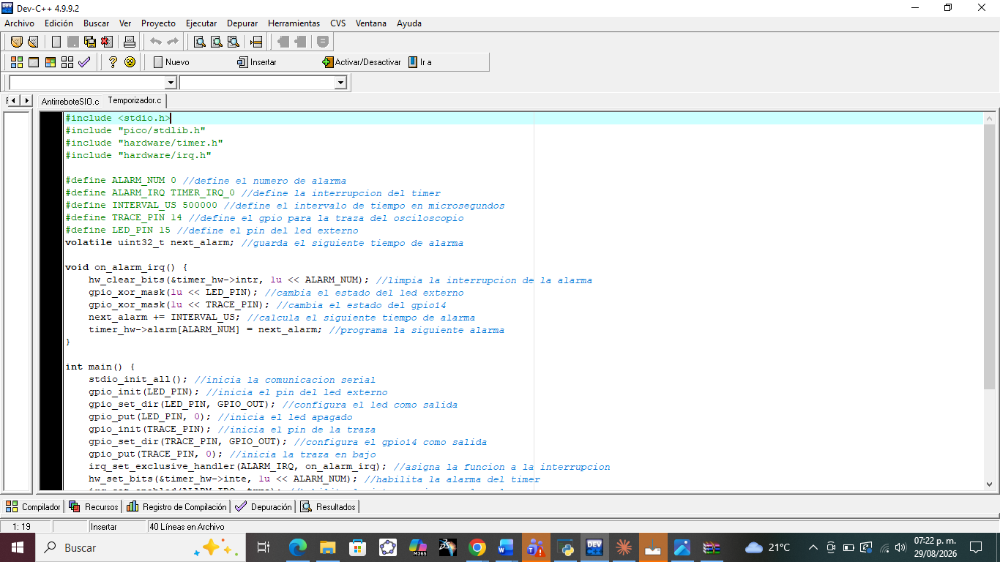 Dev-C++ 4.9.9.2
Archivo Edición Buscar Ver Proyecto Ejecutar Depurar Herramientas CVS Ventana Ayuda
Nuevo Insertar Activar/Desactivar Ir a
AntirreboteSIO.c Temporizador.c
#include <stdio.h>
#include "pico/stdlib.h"
#include "hardware/timer.h"
#include "hardware/irq.h"
#define ALARM_NUM 0 //define el numero de alarma
#define ALARM_IRQ TIMER_IRQ_0 //define la interrupcion del timer
#define INTERVAL_US 500000 //define el intervalo de tiempo en microsegundos
#define TRACE_PIN 14 //define el gpio para la traza del osciloscopio
#define LED_PIN 15 //define el pin del led externo
volatile uint32_t next_alarm; //guarda el siguiente tiempo de alarma
void on_alarm_irq() {
hw_clear_bits(&timer_hw->intr, 1u << ALARM_NUM); //limpia la interrupcion de la alarma
gpio_xor_mask(1u << LED_PIN); //cambia el estado del led externo
gpio_xor_mask(1u << TRACE_PIN); //cambia el estado del gpio14
next_alarm += INTERVAL_US; //calcula el siguiente tiempo de alarma
timer_hw->alarm[ALARM_NUM] = next_alarm; //programa la siguiente alarma
}
int main() {
stdio_init_all(); //inicia la comunicacion serial
gpio_init(LED_PIN); //inicia el pin del led externo
gpio_set_dir(LED_PIN, GPIO_OUT); //configura el led como salida
gpio_put(LED_PIN, 0); //inicia el led apagado
gpio_init(TRACE_PIN); //inicia el pin de la traza
gpio_set_dir(TRACE_PIN, GPIO_OUT); //configura el gpio14 como salida
gpio_put(TRACE_PIN, 0); //inicia la traza en bajo
irq_set_exclusive_handler(ALARM_IRQ, on_alarm_irq); //asigna la funcion a la interrupcion
hw_set_bits(&timer_hw->inte, 1u << ALARM_NUM); //habilita la alarma del timer
Compilador Recursos Registro de Compilación Depuración Resultados
1: 19 Insertar 40 Líneas en Archivo
Buscar M365 DEV 21°C 07:22 p. m.
29/08/2026